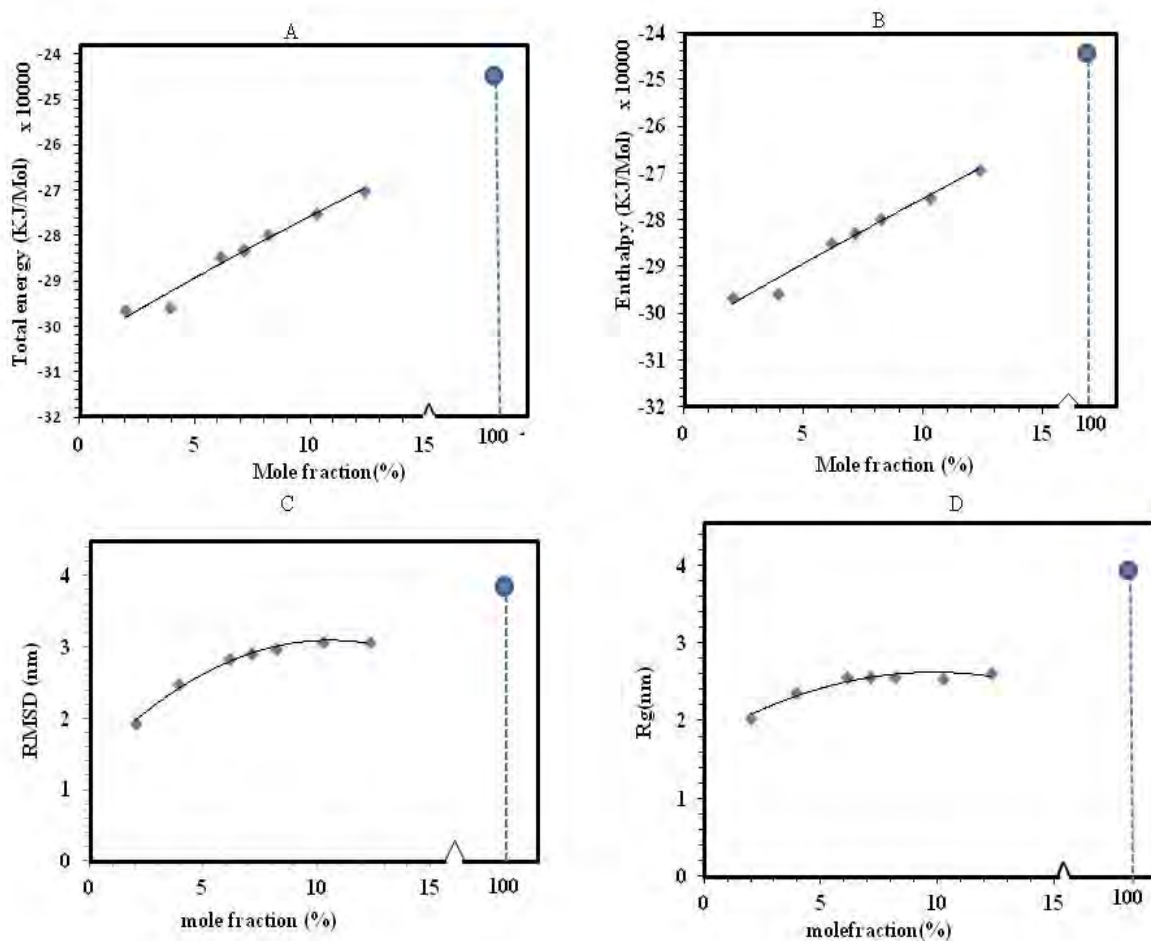 A
Total energy (KJ/Mol) x 10000
-24
-25
-26
-27
-28
-29
-30
-31
-32
0 5 10 15 100
Mole fraction(%)
B
Enthalpy (KJ/Mol) x 10000
-24
-25
-26
-27
-28
-29
-30
-31
-32
0 5 10 15 100
Mole fraction (%)
C
RMSD (nm)
4
3
2
1
0
0 5 10 15 100
mole fraction (%)
D
Rg(nm)
4
3
2
1
0
0 5 10 15 100
molefraction(%)